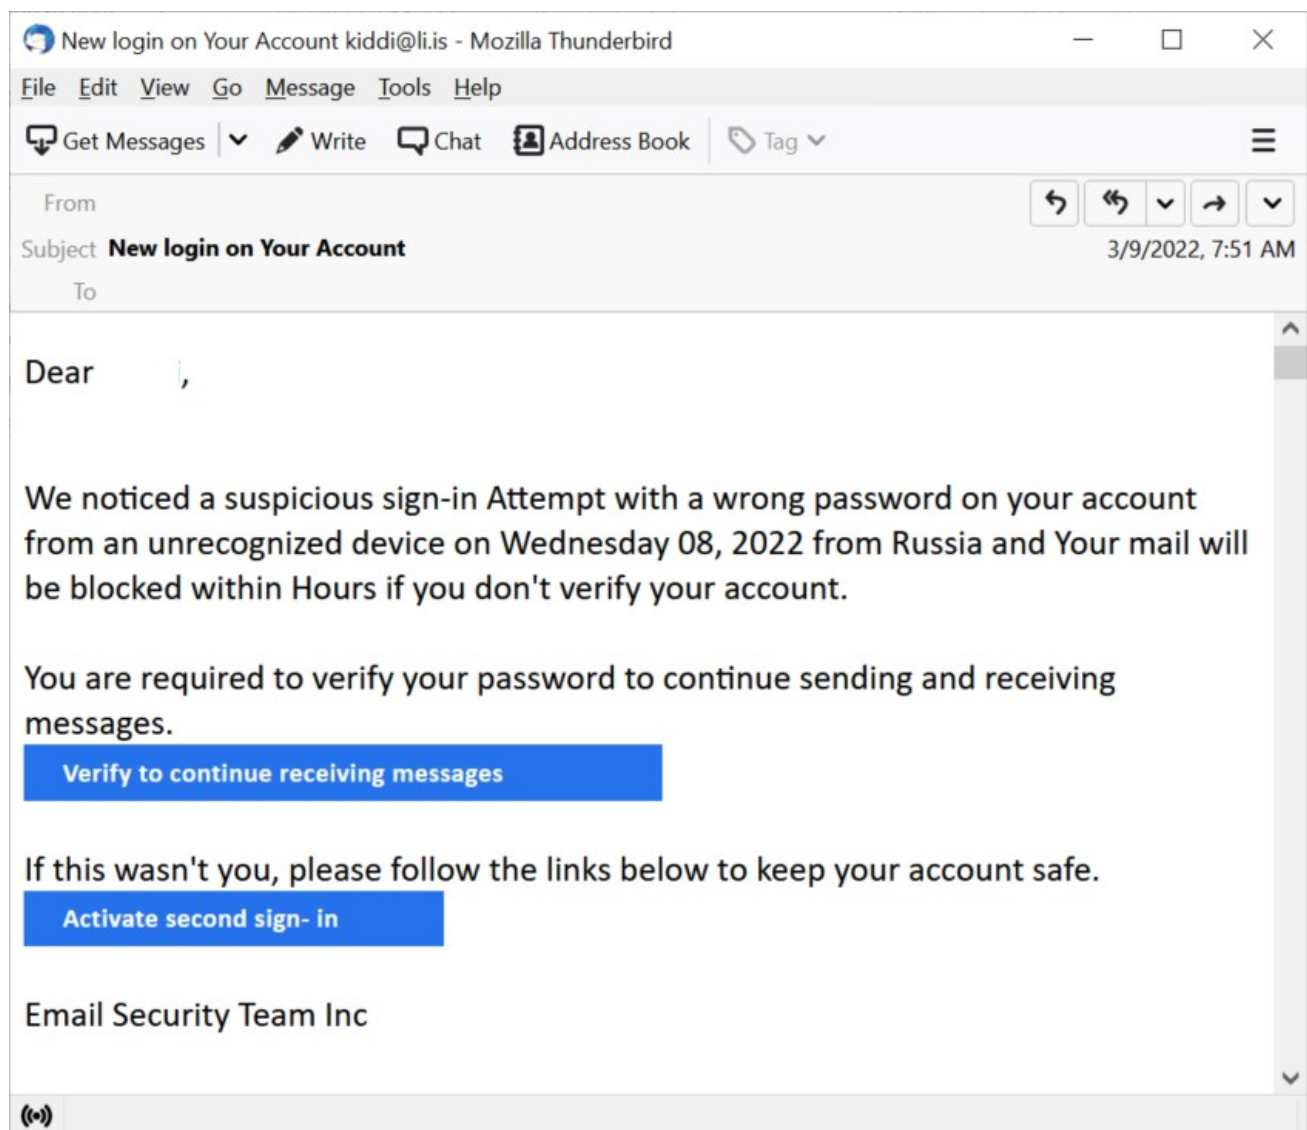 New login on Your Account kiddi@li.is - Mozilla Thunderbird
File Edit View Go Message Tools Help
Get Messages Write Chat Address Book Tag
From
Subject New login on Your Account 3/9/2022, 7:51 AM
To
Dear ,
We noticed a suspicious sign-in Attempt with a wrong password on your account
from an unrecognized device on Wednesday 08, 2022 from Russia and Your mail will
be blocked within Hours if you don't verify your account.
You are required to verify your password to continue sending and receiving
messages.
Verify to continue receiving messages
If this wasn't you, please follow the links below to keep your account safe.
Activate second sign- in
Email Security Team Inc